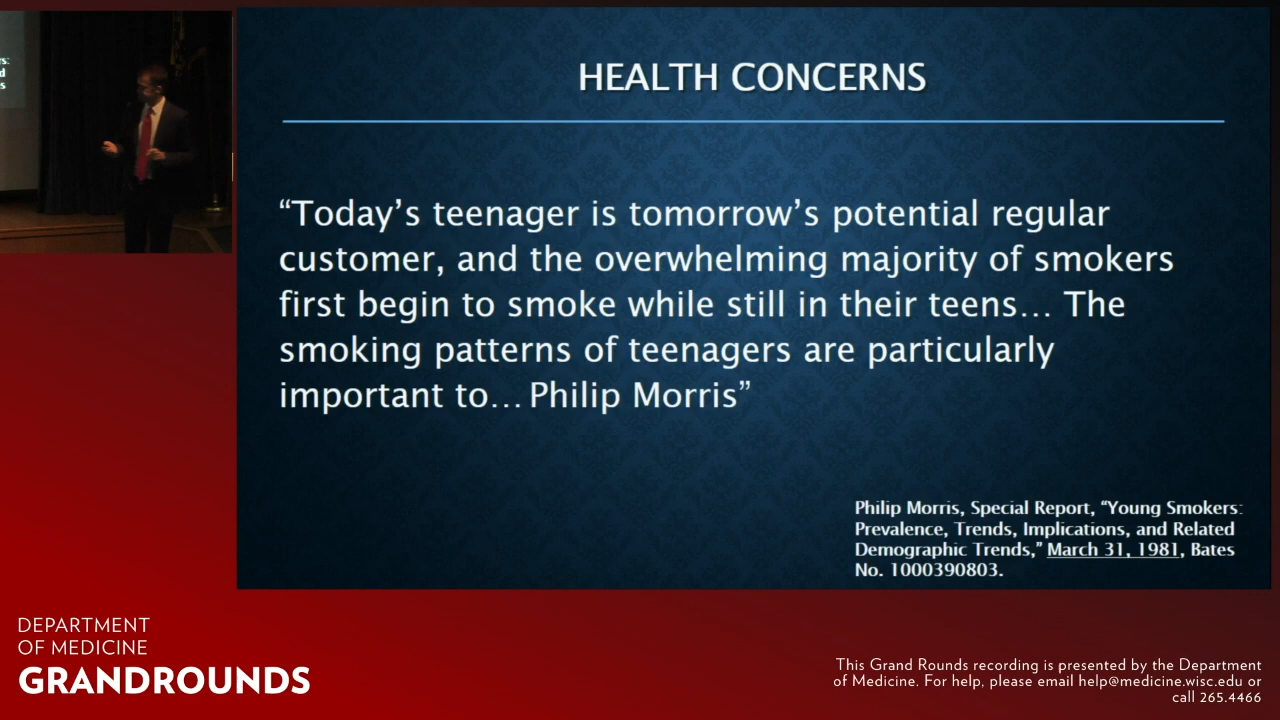 HEALTH CONCERNS
“Today’s teenager is tomorrow’s potential regular
customer, and the overwhelming majority of smokers
first begin to smoke while still in their teens… The
smoking patterns of teenagers are particularly
important to… Philip Morris”
Philip Morris, Special Report, “Young Smokers:
Prevalence, Trends, Implications, and Related
Demographic Trends,” March 31, 1981, Bates
No. 1000390803.
DEPARTMENT
OF MEDICINE
GRANDROUNDS
This Grand Rounds recording is presented by the Department
of Medicine. For help, please email help@medicine.wisc.edu or
call 265.4466